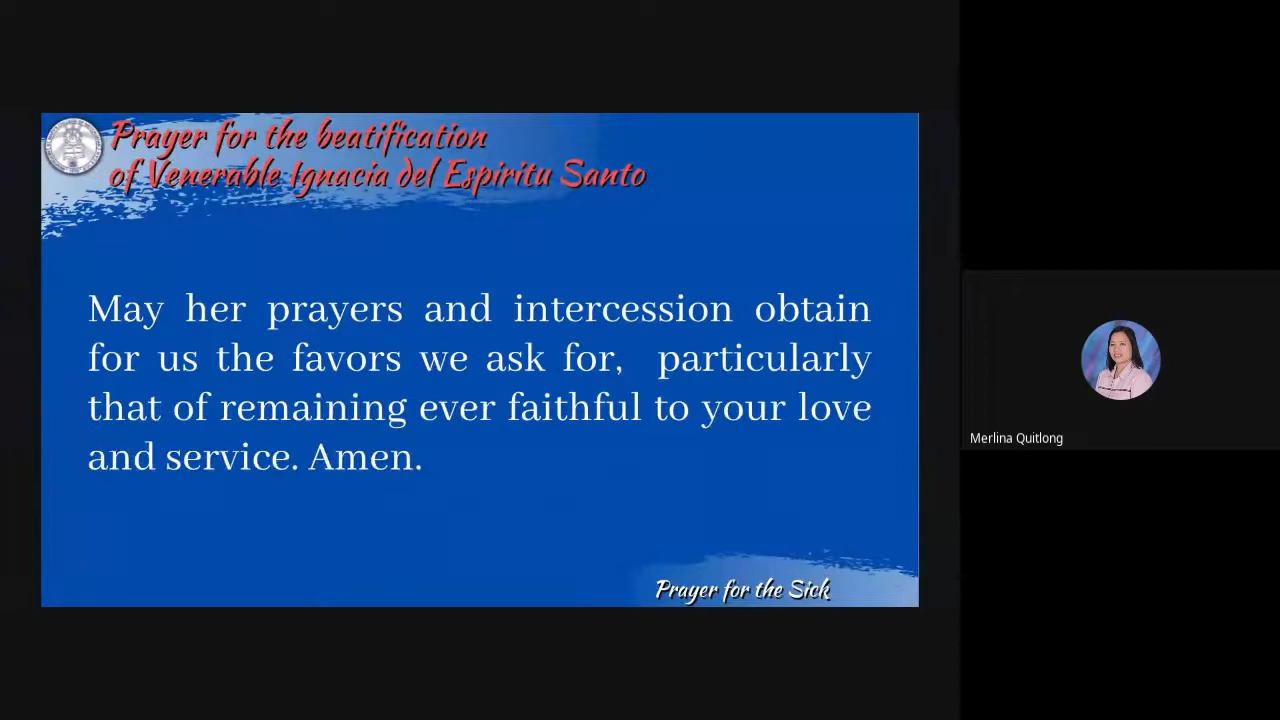 Prayer for the beatification
of Venerable Ignacia del Espiritu Santo
May her prayers and intercession obtain
for us the favors we ask for, particularly
that of remaining ever faithful to your love
and service. Amen.
Prayer for the Sick
Merlina Quitlong